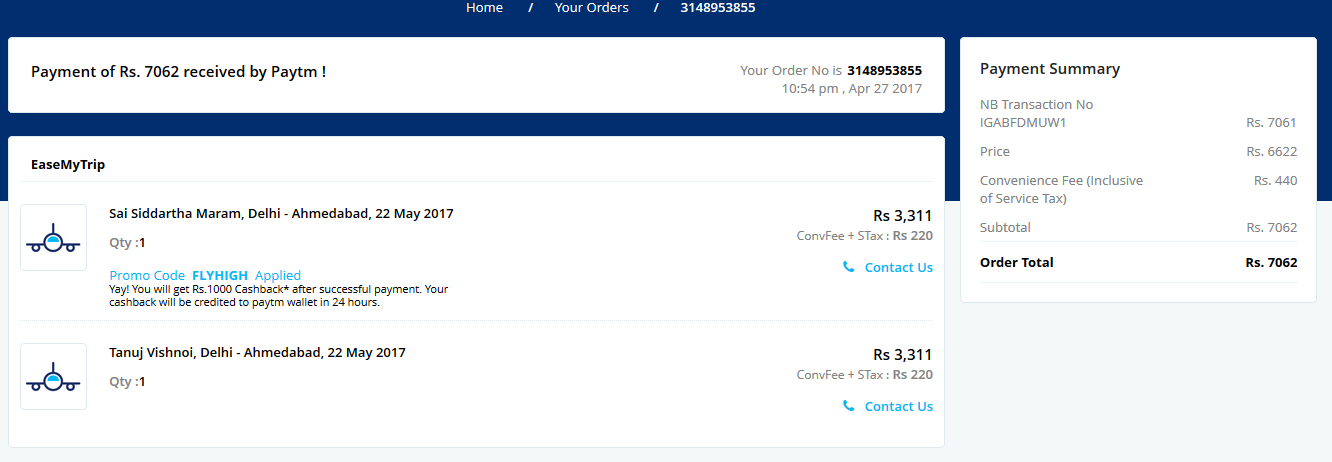 Home / Your Orders / 3148953855
Payment of Rs. 7062 received by Paytm !
Your Order No is 3148953855
10:54 pm , Apr 27 2017
EaseMyTrip
Sai Siddartha Maram, Delhi - Ahmedabad, 22 May 2017
Rs 3,311
Qty :1
ConvFee + STax : Rs 220
Contact Us
Promo Code FLYHIGH Applied
Yay! You will get Rs.1000 Cashback* after successful payment. Your
cashback will be credited to paytm wallet in 24 hours.
Tanuj Vishnoi, Delhi - Ahmedabad, 22 May 2017
Rs 3,311
Qty :1
ConvFee + STax : Rs 220
Contact Us
Payment Summary
NB Transaction No
IGABFDMUW1 Rs. 7061
Price Rs. 6622
Convenience Fee (Inclusive Rs. 440
of Service Tax)
Subtotal Rs. 7062
Order Total Rs. 7062